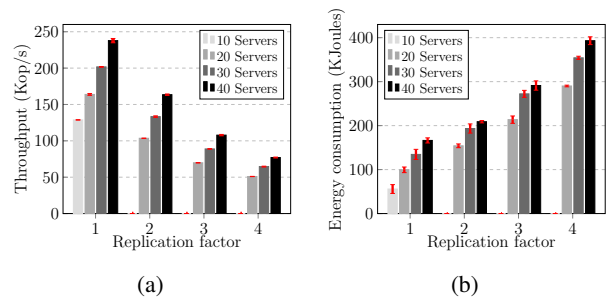 Throughput (Kop/s)
250
200
150
100
50
0
10 Servers
20 Servers
30 Servers
40 Servers
1 2 3 4
Replication factor
(a)
Energy consumption (KJoules)
400
300
200
100
0
10 Servers
20 Servers
30 Servers
40 Servers
1 2 3 4
Replication factor
(b)